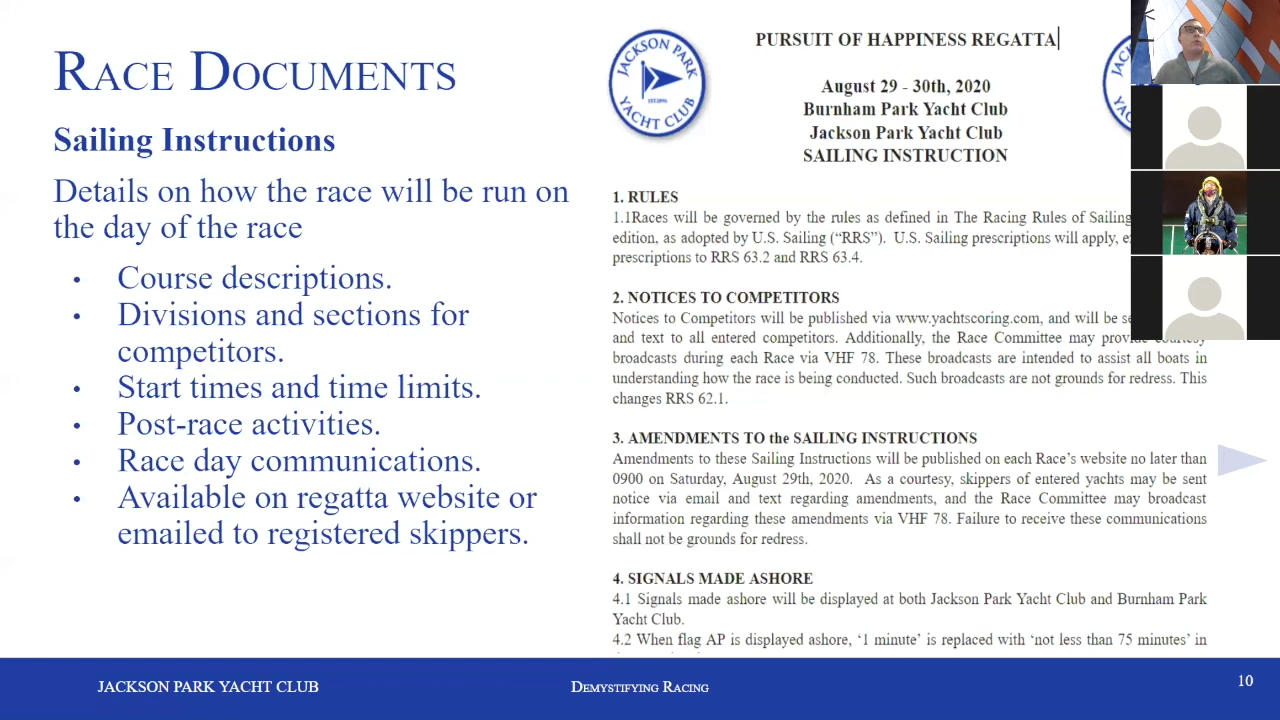 RACE DOCUMENTS
Sailing Instructions
Details on how the race will be run on
the day of the race
• Course descriptions.
• Divisions and sections for
competitors.
• Start times and time limits.
• Post-race activities.
• Race day communications.
• Available on regatta website or
emailed to registered skippers.
JACKSON PARK
EST.1896
YACHT CLUB
PURSUIT OF HAPPINESS REGATTA
August 29 - 30th, 2020
Burnham Park Yacht Club
Jackson Park Yacht Club
SAILING INSTRUCTION
1. RULES
1.1Races will be governed by the rules as defined in The Racing Rules of Sailing
edition, as adopted by U.S. Sailing (“RRS”). U.S. Sailing prescriptions will apply,
prescriptions to RRS 63.2 and RRS 63.4.
2. NOTICES TO COMPETITORS
Notices to Competitors will be published via www.yachtscoring.com, and will be
and text to all entered competitors. Additionally, the Race Committee may provide courtesy
broadcasts during each Race via VHF 78. These broadcasts are intended to assist all boats in
understanding how the race is being conducted. Such broadcasts are not grounds for redress. This
changes RRS 62.1.
3. AMENDMENTS TO the SAILING INSTRUCTIONS
Amendments to these Sailing Instructions will be published on each Race’s website no later than
0900 on Saturday, August 29th, 2020. As a courtesy, skippers of entered yachts may be sent
notice via email and text regarding amendments, and the Race Committee may broadcast
information regarding these amendments via VHF 78. Failure to receive these communications
shall not be grounds for redress.
4. SIGNALS MADE ASHORE
4.1 Signals made ashore will be displayed at both Jackson Park Yacht Club and Burnham Park
Yacht Club.
4.2 When flag AP is displayed ashore, ‘1 minute’ is replaced with ‘not less than 75 minutes’ in
JACKSON PARK YACHT CLUB
DEMYSTIFYING RACING
10